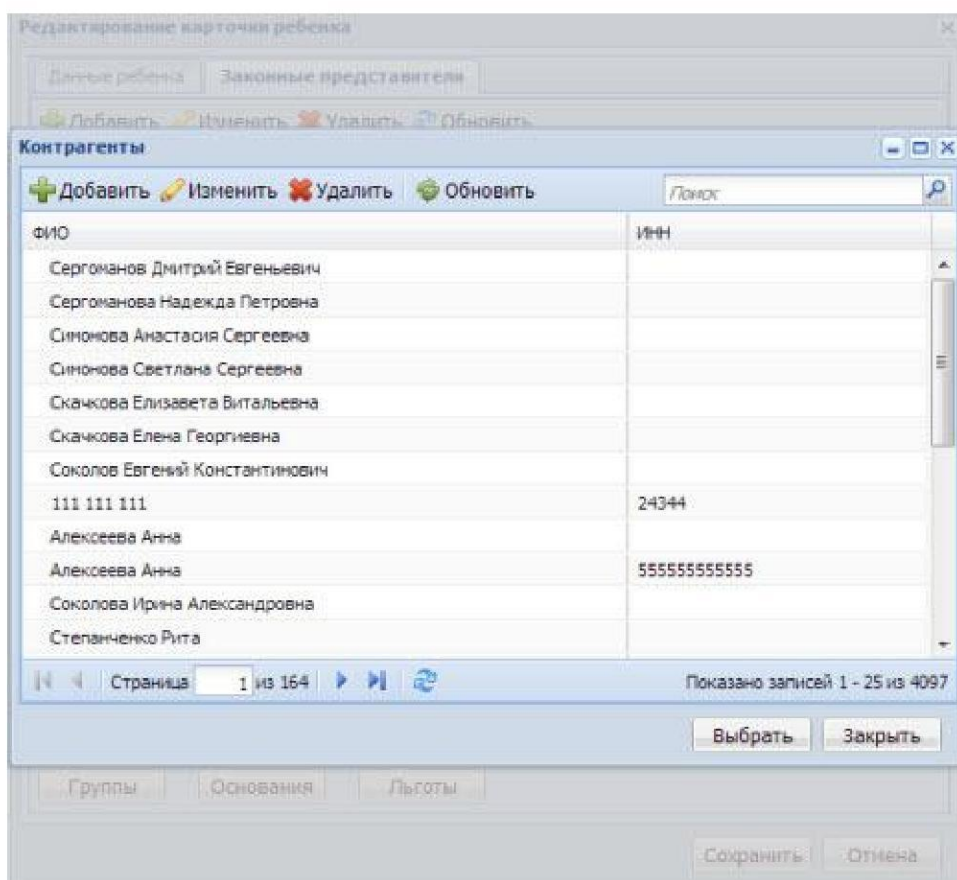 Редактирование карточки ребенка
Данные ребенка Законные представители
Добавить Изменить Удалить Обновить
Контрагенты
Добавить Изменить Удалить Обновить Поиск
ФИО ИНН
Сергоманов Дмитрий Евгеньевич
Сергоманова Надежда Петровна
Симонова Анастасия Сергеевна
Симонова Светлана Сергеевна
Скачкова Елизавета Витальевна
Скачкова Елена Георгиевна
Соколов Евгений Константинович
111 111 111 24344
Алексеева Анна
Алексеева Анна 555555555555
Соколова Ирина Александровна
Степанченко Рита
Страница 1 из 164 Показано записей 1 - 25 из 4097
Выбрать Закрыть
Группы Основания Льготы
Сохранить Отмена